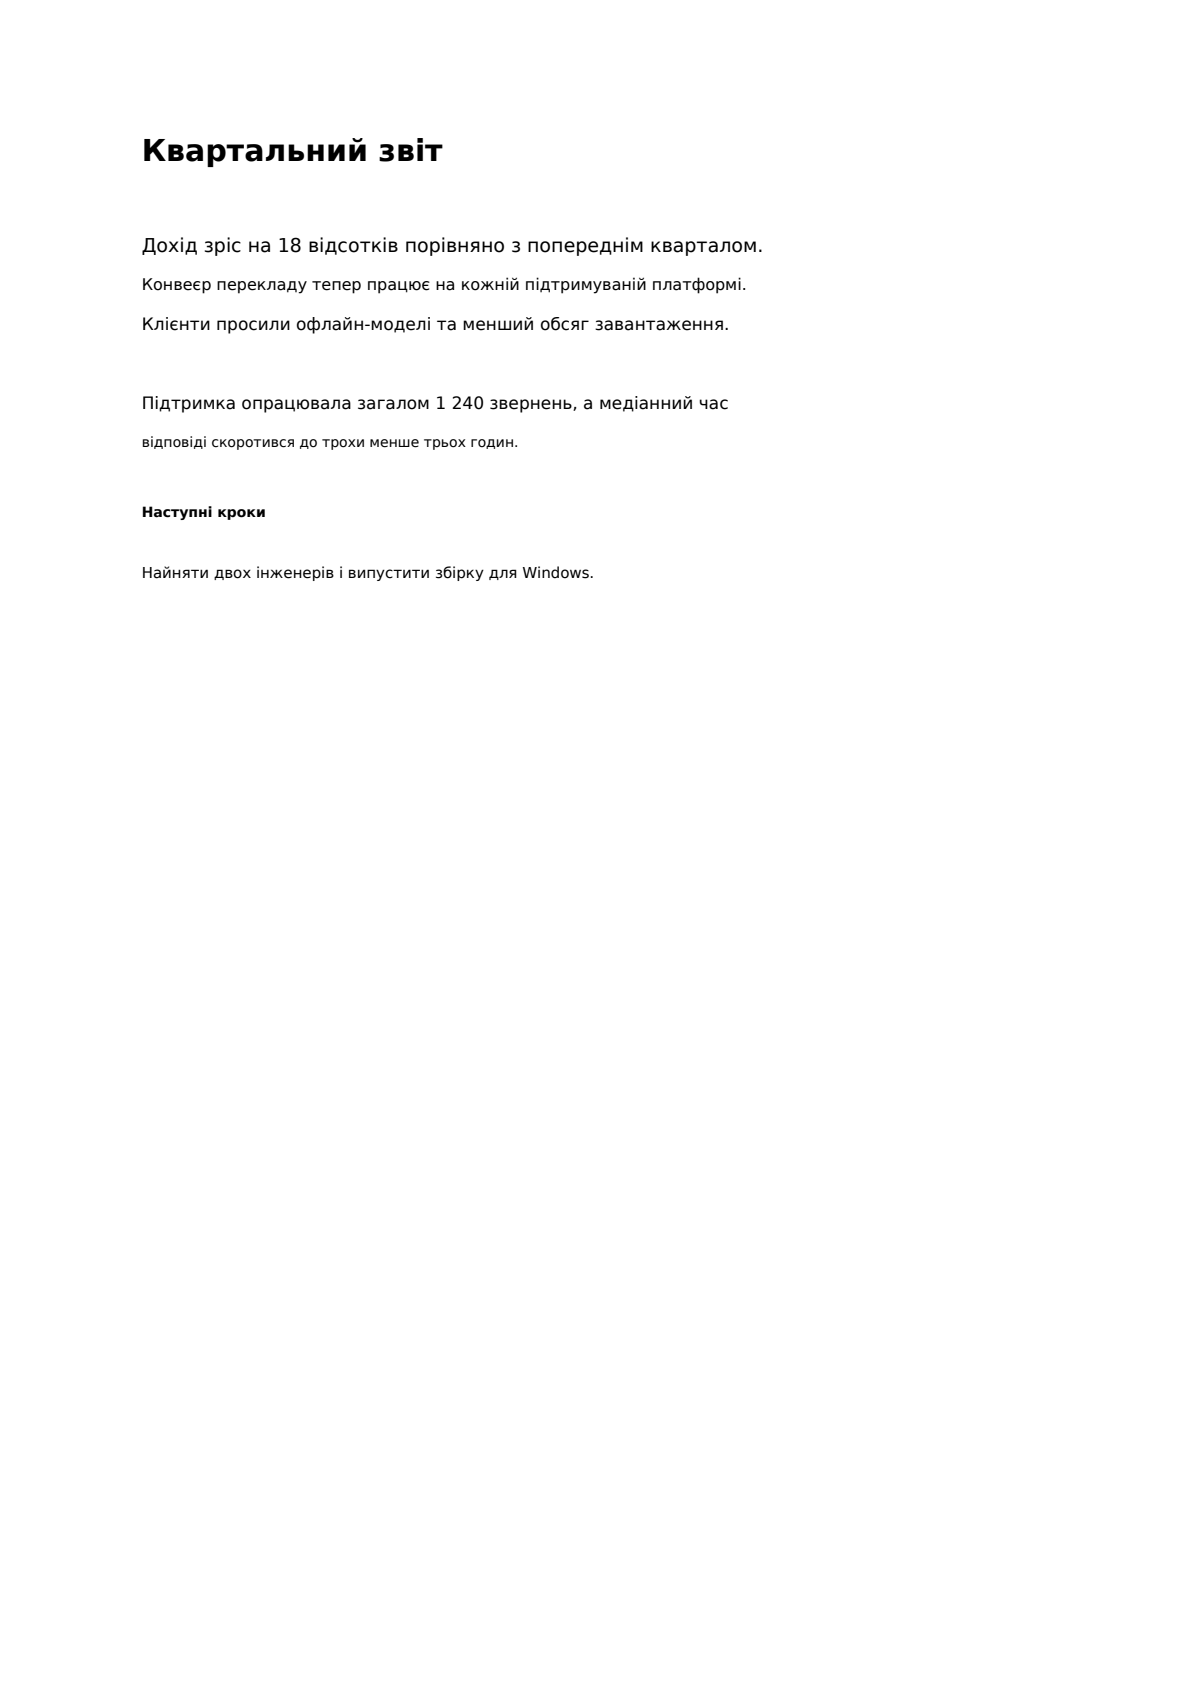 Квартальний звіт
Дохід зріс на 18 відсотків порівняно з попереднім кварталом.
Конвеєр перекладу тепер працює на кожній підтримуваній платформі.
Клієнти просили офлайн-моделі та менший обсяг завантаження.
Підтримка опрацювала загалом 1 240 звернень, а медіанний час
відповіді скоротився до трохи менше трьох годин.
Наступні кроки
Найняти двох інженерів і випустити збірку для Windows.